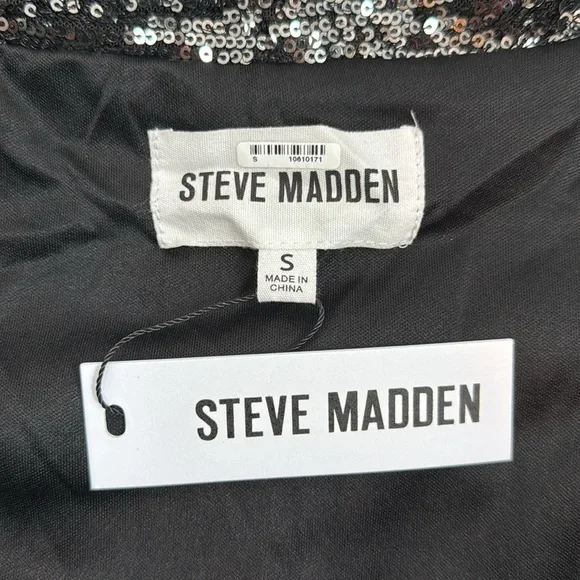 S 10610171
STEVE MADDEN
S
MADE IN
CHINA
STEVE MADDEN